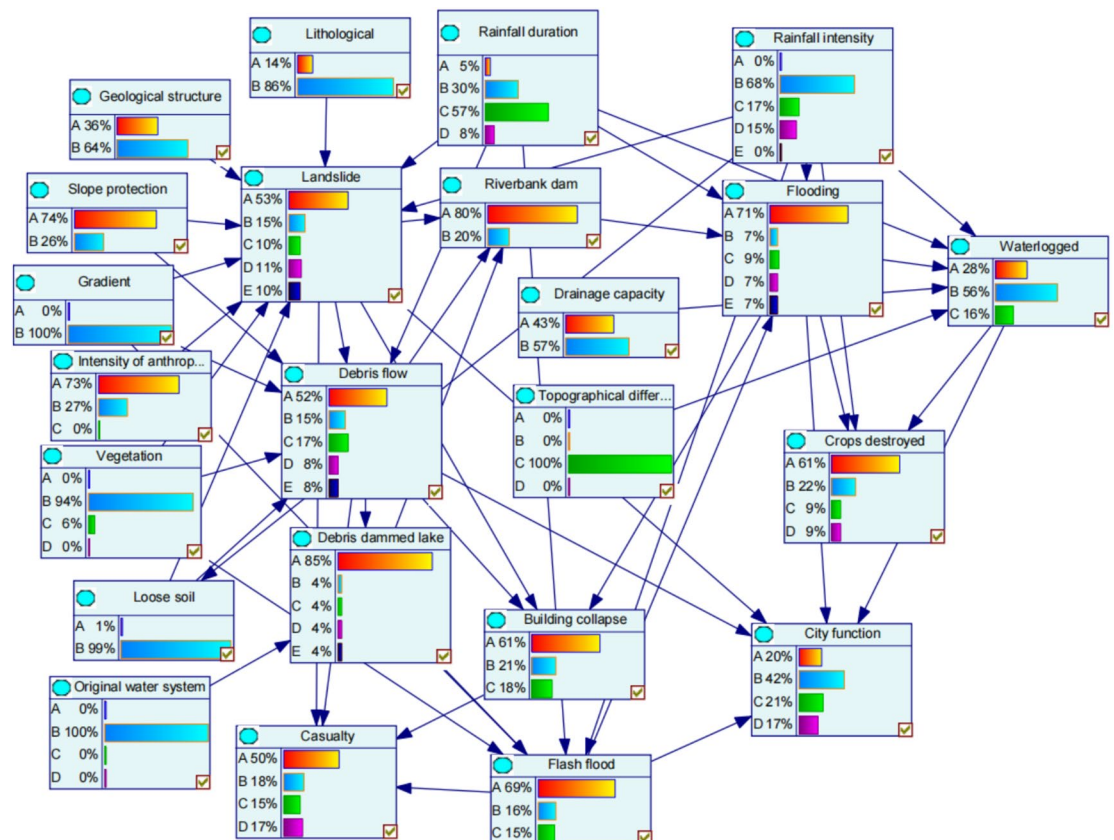 Lithological
A 14%
B 86%
Rainfall duration
A 5%
B 30%
C 57%
D 8%
Rainfall intensity
A 0%
B 68%
C 17%
D 15%
E 0%
Geological structure
A 36%
B 64%
Landslide
A 53%
B 15%
C 10%
D 11%
E 10%
Riverbank dam
A 80%
B 20%
Flooding
A 71%
B 7%
C 9%
D 7%
E 7%
Slope protection
A 74%
B 26%
Waterlogged
A 28%
B 56%
C 16%
Gradient
A 0%
B 100%
Drainage capacity
A 43%
B 57%
Intensity of anthrop...
A 73%
B 27%
C 0%
Debris flow
A 52%
B 15%
C 17%
D 8%
E 8%
Topographical differ...
A 0%
B 0%
C 100%
D 0%
Crops destroyed
A 61%
B 22%
C 9%
D 9%
Vegetation
A 0%
B 94%
C 6%
D 0%
Debris dammed lake
A 85%
B 4%
C 4%
D 4%
E 4%
Loose soil
A 1%
B 99%
Building collapse
A 61%
B 21%
C 18%
City function
A 20%
B 42%
C 21%
D 17%
Original water system
A 0%
B 100%
C 0%
D 0%
Casualty
A 50%
B 18%
C 15%
D 17%
Flash flood
A 69%
B 16%
C 15%